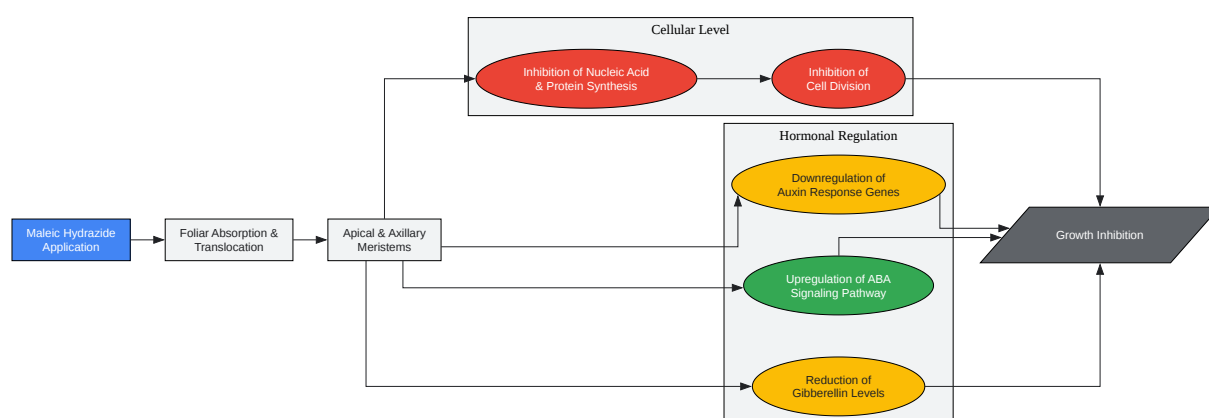 Cellular Level
Inhibition of Nucleic Acid
& Protein Synthesis
Inhibition of
Cell Division
Hormonal Regulation
Downregulation of
Auxin Response Genes
Maleic Hydrazide
Application
Foliar Absorption &
Translocation
Apical & Axillary
Meristems
Growth Inhibition
Upregulation of ABA
Signaling Pathway
Reduction of
Gibberellin Levels